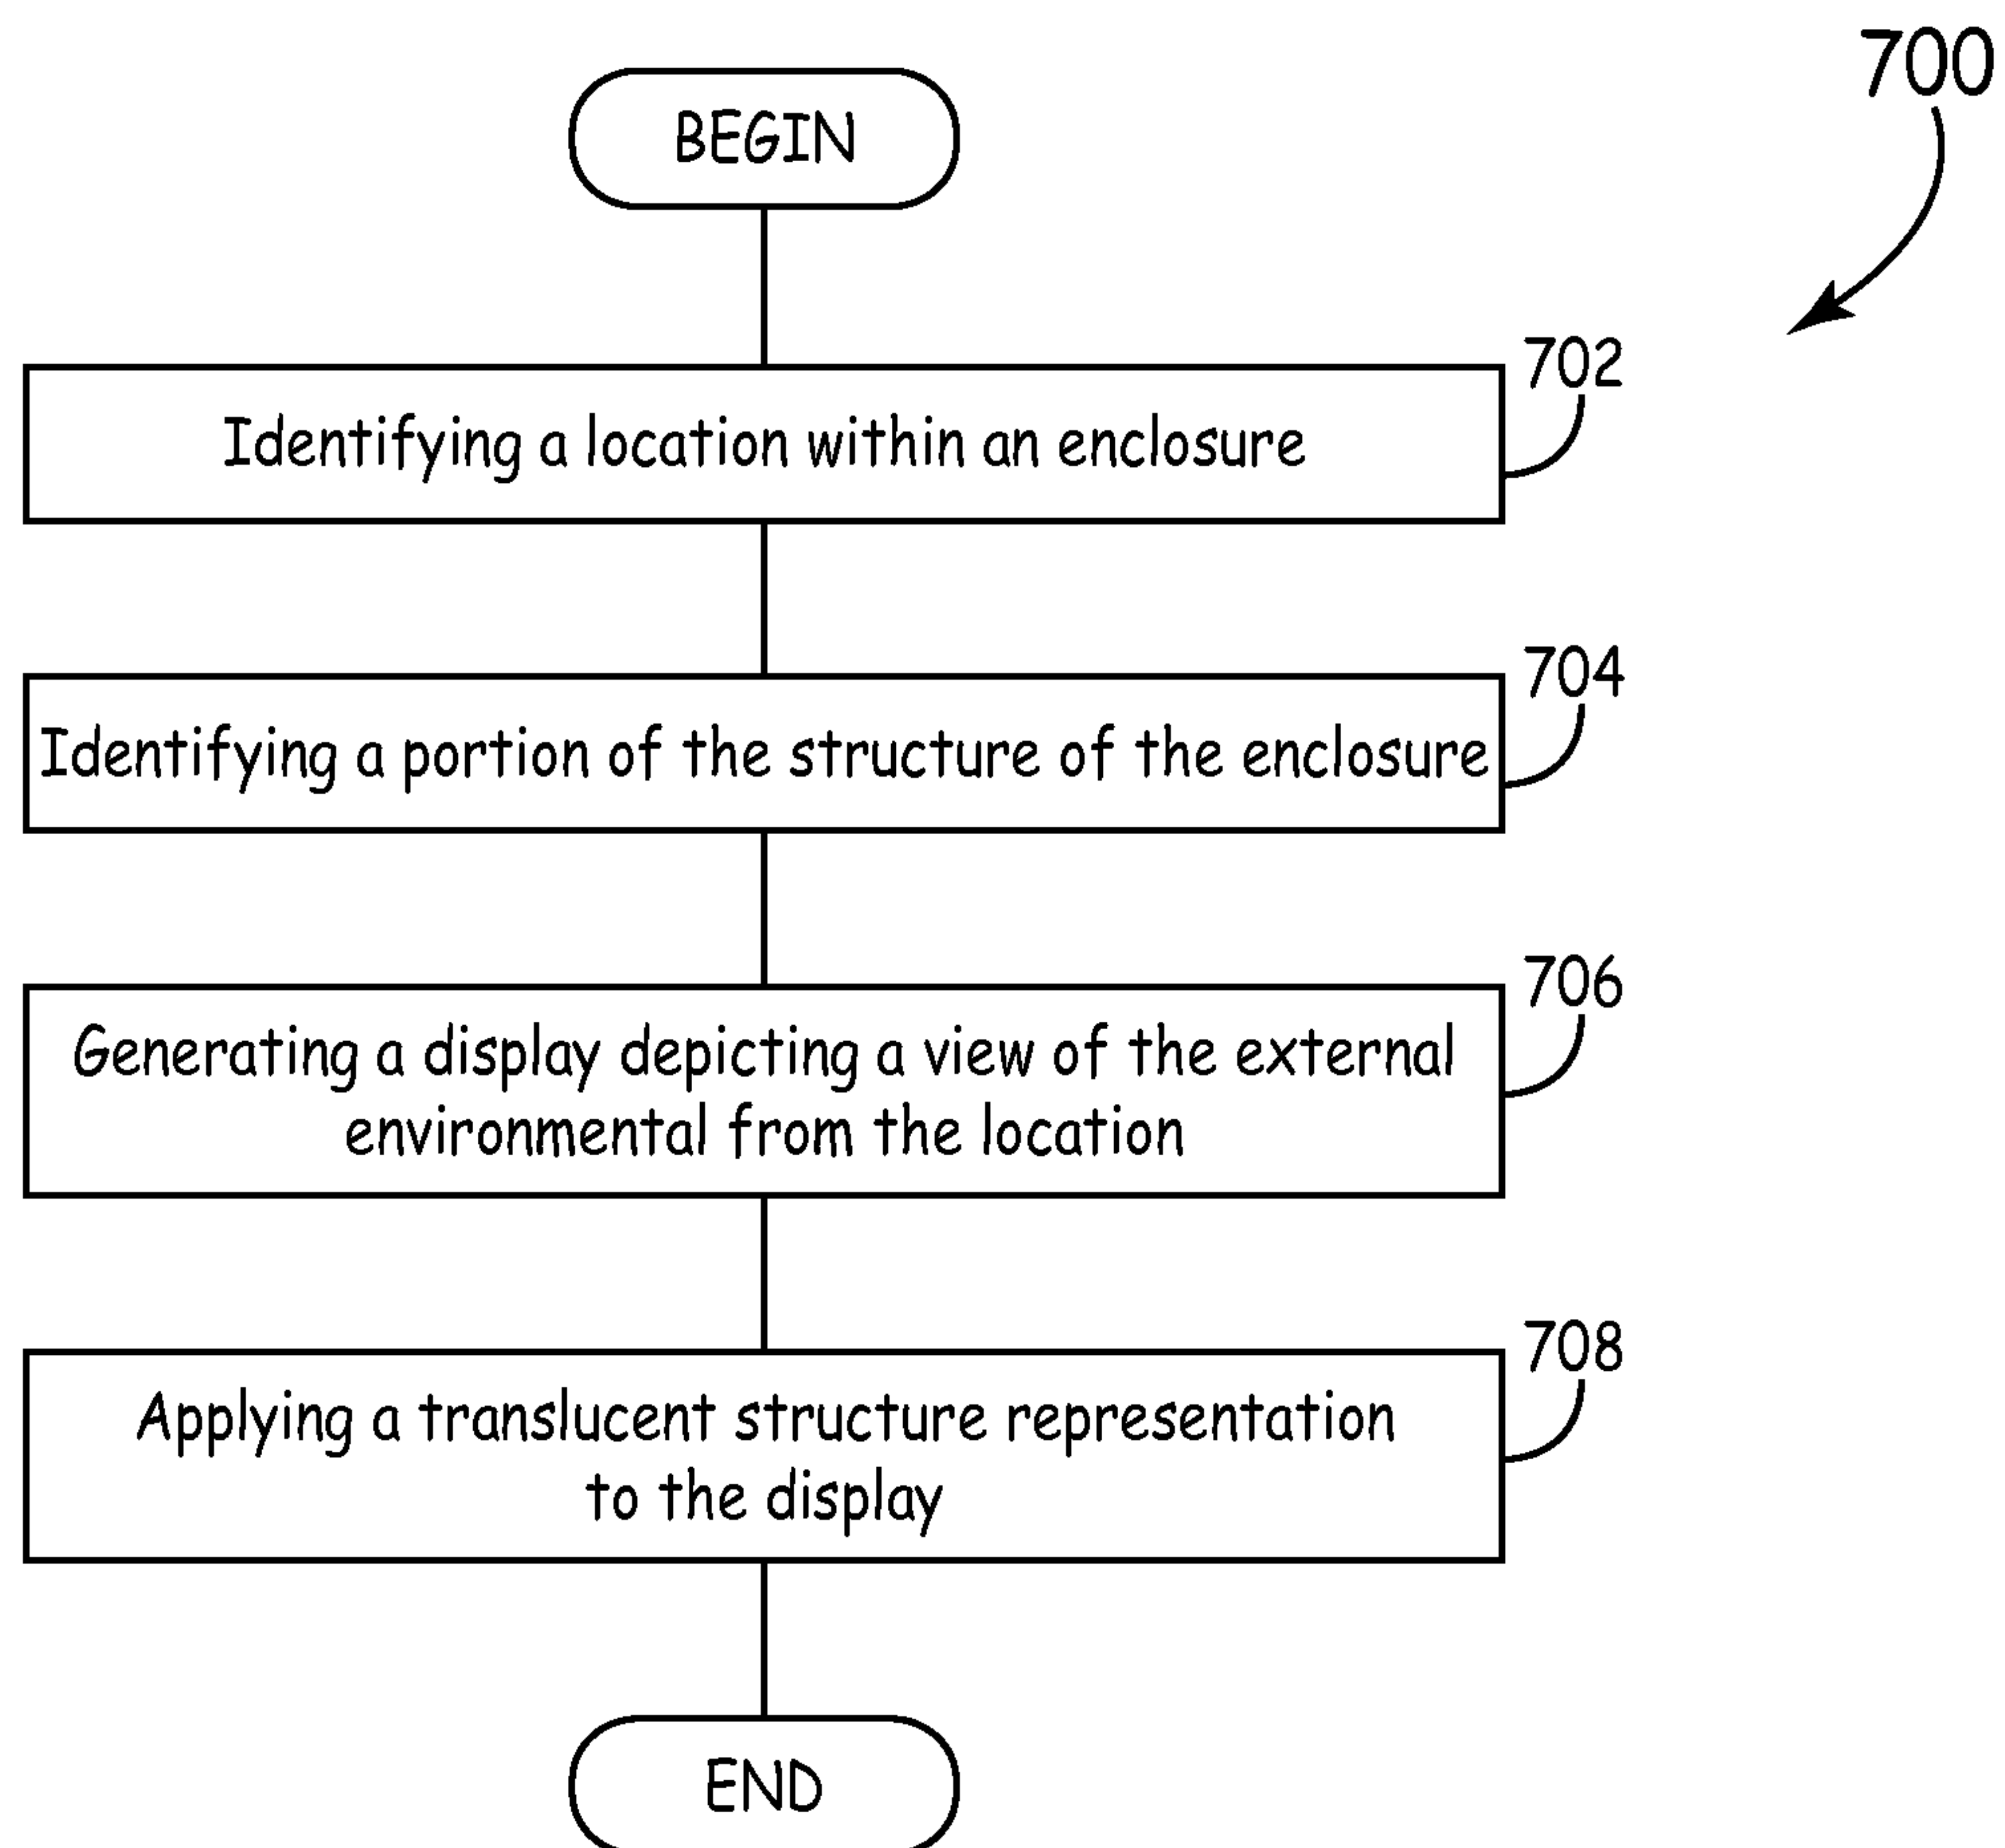 700
BEGIN
702
Identifying a location within an enclosure
704
Identifying a portion of the structure of the enclosure
706
Generating a display depicting a view of the external
environmental from the location
708
Applying a translucent structure representation
to the display
END